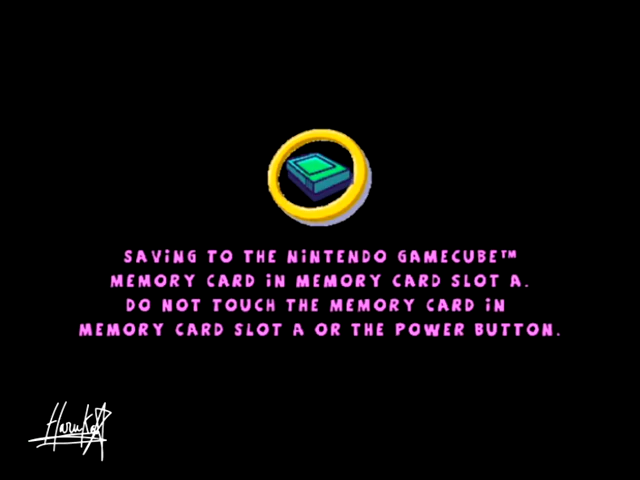 SAViNG TO THE NiNTENDO GAMECUBE™
MEMORY CARD iN MEMORY CARD SLOT A.
DO NOT TOUCH THE MEMORY CARD iN
MEMORY CARD SLOT A OR THE POWER BUTTON.